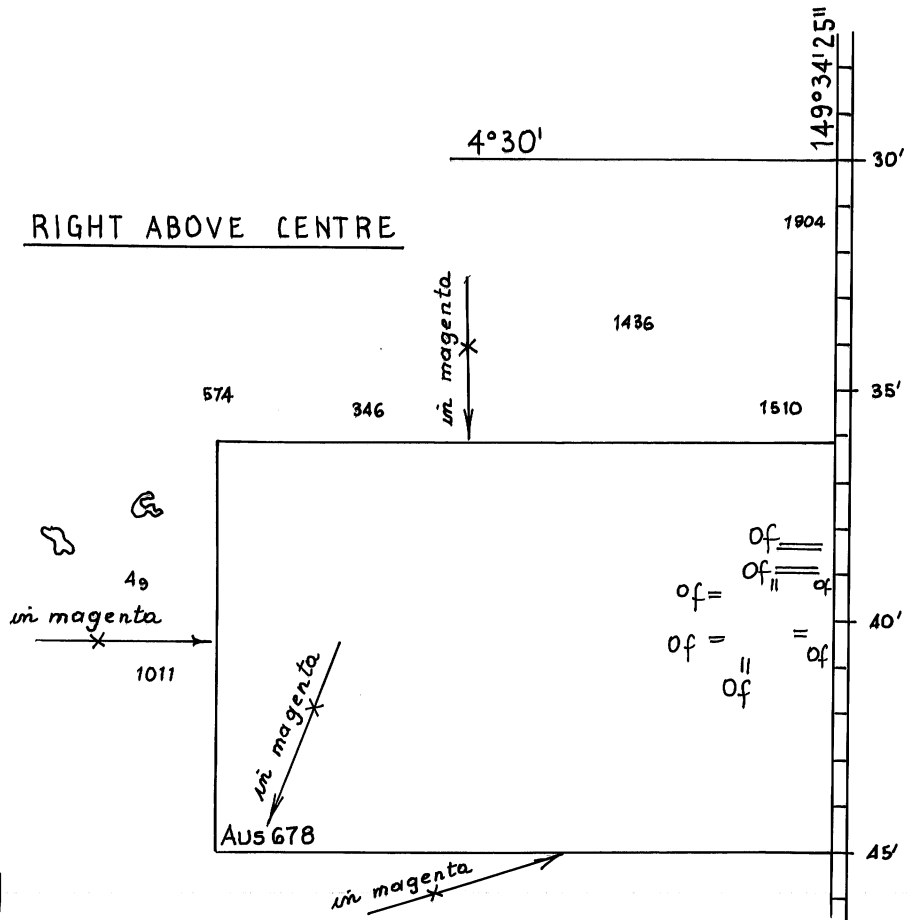 149°34'25"
4°30'
30'
RIGHT ABOVE CENTRE
1904
in magenta
1436
574
346
1510
35'
Of
Of
of
49
of
in magenta
40'
Of
Of
1011
Of
in magenta
Aus 678
45'
in magenta